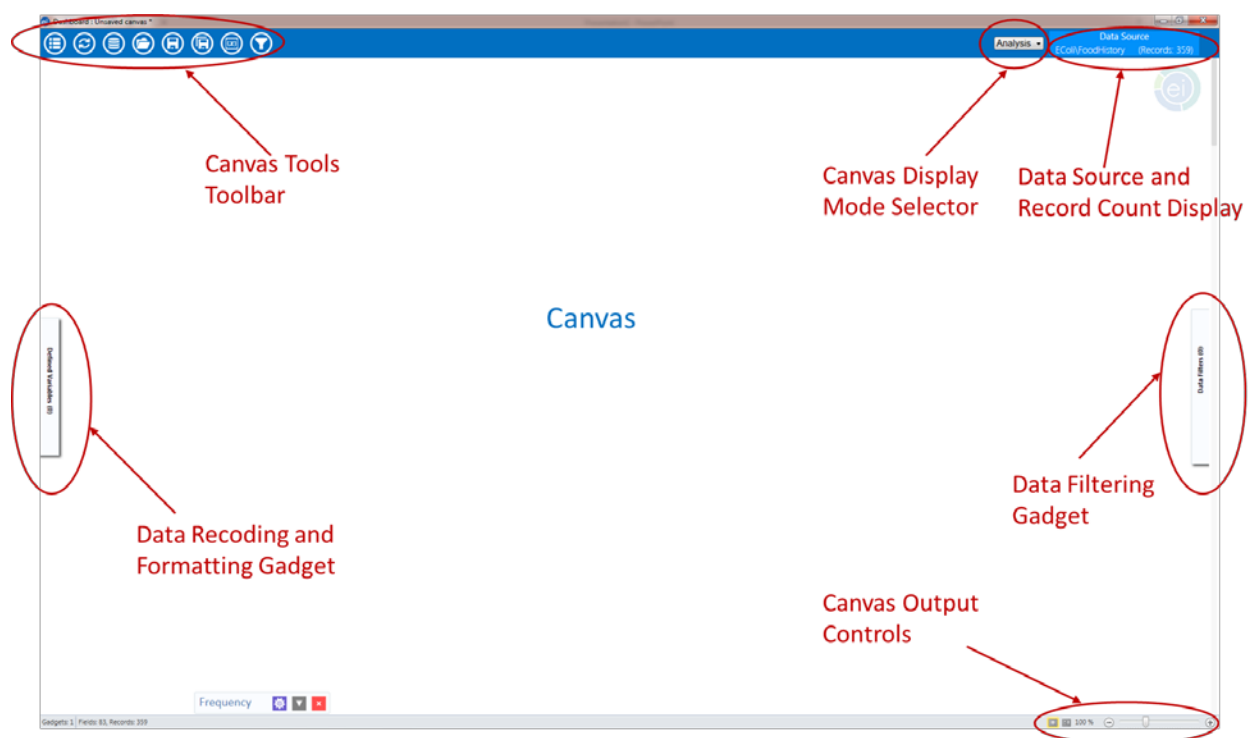 Dashboard : Unsaved canvas *
Analysis
Data Source
EColi\FoodHistory (Records: 359)
ei
Canvas Tools
Toolbar
Canvas Display
Mode Selector
Data Source and
Record Count Display
Canvas
Defined Variables (0)
Data Filters (0)
Data Filtering
Gadget
Data Recoding and
Formatting Gadget
Canvas Output
Controls
Frequency
Gadgets: 1 Fields: 83, Records: 359
100 %